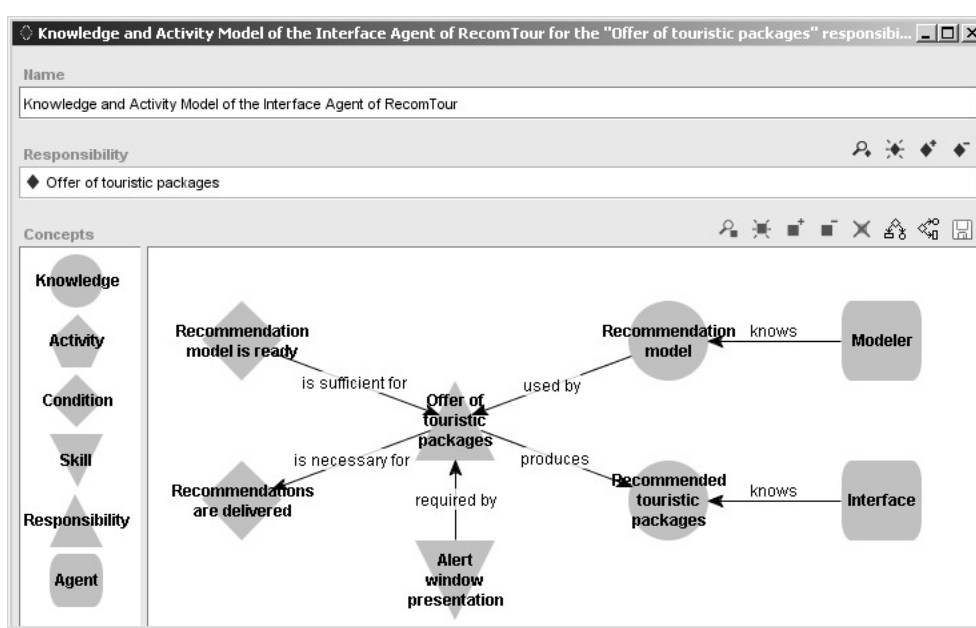 Knowledge and Activity Model of the Interface Agent of RecomTour for the "Offer of touristic packages" responsibi...
Name
Knowledge and Activity Model of the Interface Agent of RecomTour
Responsibility
Offer of touristic packages
Concepts
Knowledge
Activity
Condition
Skill
Responsibility
Agent
Recommendation
model is ready
is sufficient for
Recommendation
model
knows
Modeler
used by
Offer of
touristic
packages
is necessary for
produces
Recommendations
are delivered
required by
Recommended
touristic
packages
knows
Interface
Alert
window
presentation